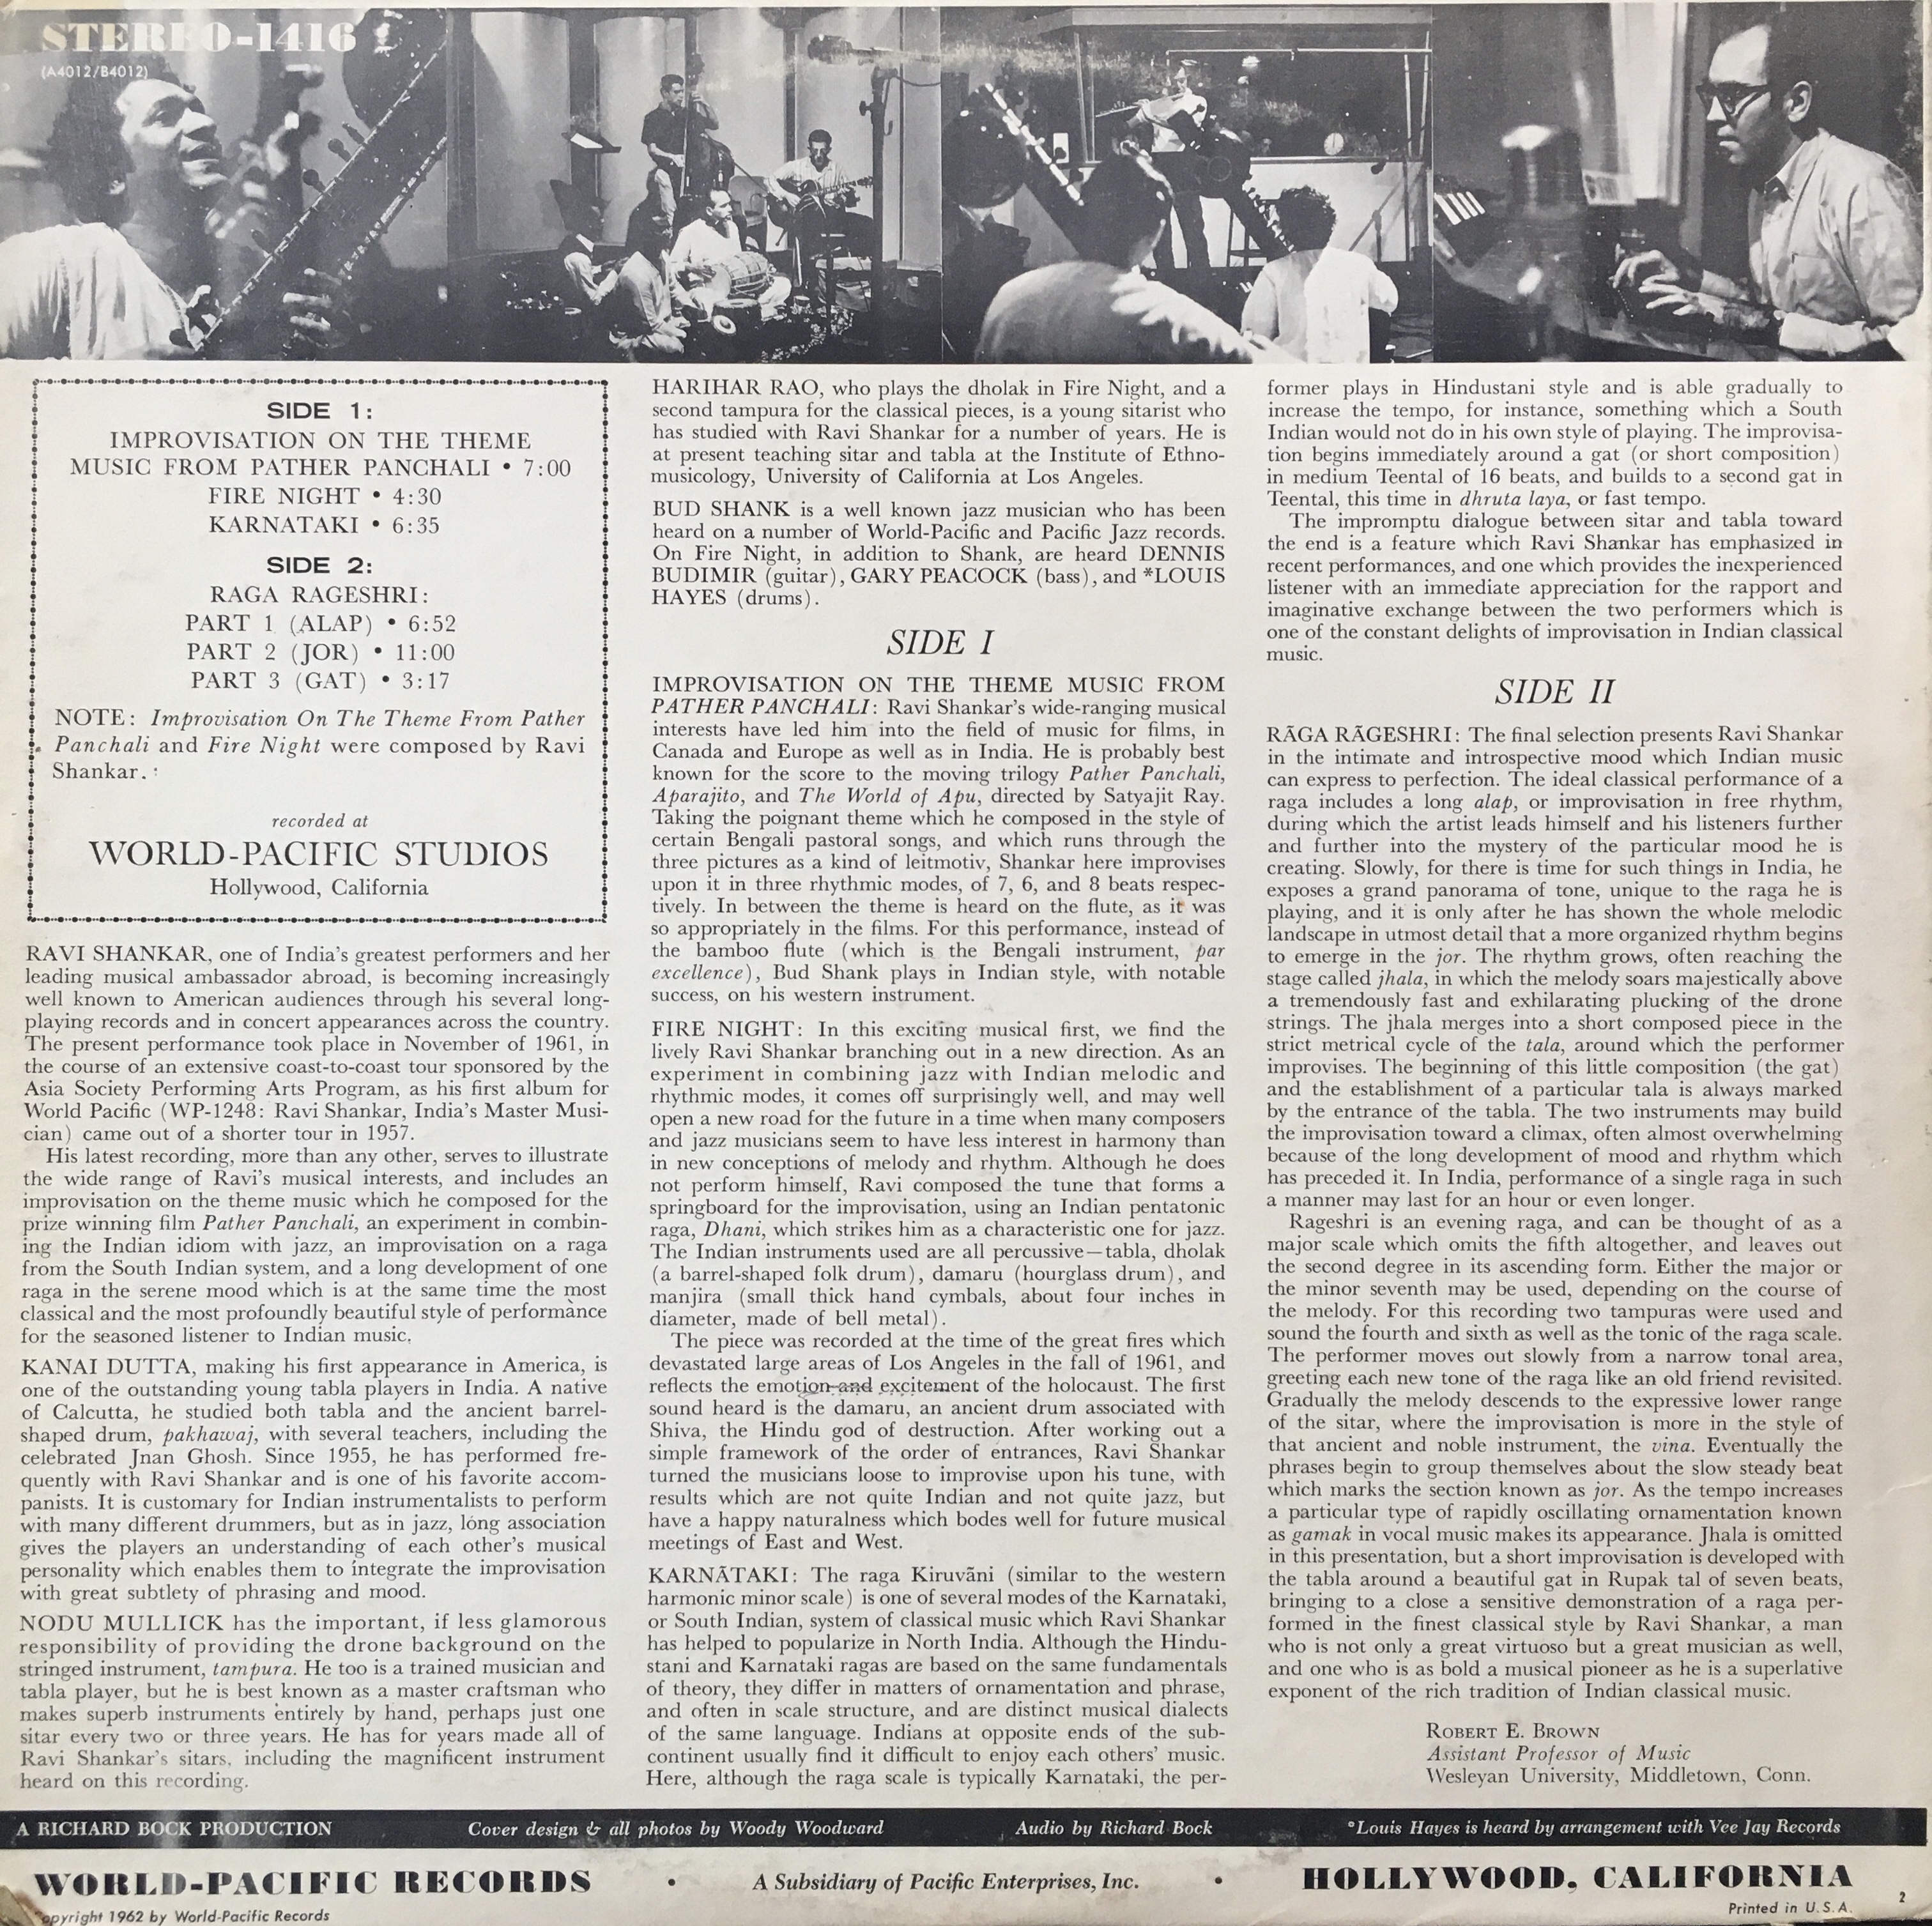 STEREO-1416
(A4012/B4012)
SIDE 1:
IMPROVISATION ON THE THEME
MUSIC FROM PATHER PANCHALI • 7:00
FIRE NIGHT • 4:30
KARNATAKI • 6:35
SIDE 2:
RAGA RAGESHRI:
PART 1 (ALAP) • 6:52
PART 2 (JOR) • 11:00
PART 3 (GAT) • 3:17
NOTE: Improvisation On The Theme From Pather
Panchali and Fire Night were composed by Ravi
Shankar.
recorded at
WORLD-PACIFIC STUDIOS
Hollywood, California
RAVI SHANKAR, one of India's greatest performers and her
leading musical ambassador abroad, is becoming increasingly
well known to American audiences through his several long-
playing records and in concert appearances across the country.
The present performance took place in November of 1961, in
the course of an extensive coast-to-coast tour sponsored by the
Asia Society Performing Arts Program, as his first album for
World Pacific (WP-1248: Ravi Shankar, India's Master Musi-
cian) came out of a shorter tour in 1957.
His latest recording, more than any other, serves to illustrate
the wide range of Ravi's musical interests, and includes an
improvisation on the theme music which he composed for the
prize winning film Pather Panchali, an experiment in combin-
ing the Indian idiom with jazz, an improvisation on a raga
from the South Indian system, and a long development of one
raga in the serene mood which is at the same time the most
classical and the most profoundly beautiful style of performance
for the seasoned listener to Indian music.
KANAI DUTTA, making his first appearance in America, is
one of the outstanding young tabla players in India. A native
of Calcutta, he studied both tabla and the ancient barrel-
shaped drum, pakhawaj, with several teachers, including the
celebrated Jnan Ghosh. Since 1955, he has performed fre-
quently with Ravi Shankar and is one of his favorite accom-
panists. It is customary for Indian instrumentalists to perform
with many different drummers, but as in jazz, long association
gives the players an understanding of each other's musical
personality which enables them to integrate the improvisation
with great subtlety of phrasing and mood.
NODU MULLICK has the important, if less glamorous
responsibility of providing the drone background on the
stringed instrument, tampura. He too is a trained musician and
tabla player, but he is best known as a master craftsman who
makes superb instruments entirely by hand, perhaps just one
sitar every two or three years. He has for years made all of
Ravi Shankar's sitars, including the magnificent instrument
heard on this recording.
HARIHAR RAO, who plays the dholak in Fire Night, and a
second tampura for the classical pieces, is a young sitarist who
has studied with Ravi Shankar for a number of years. He is
at present teaching sitar and tabla at the Institute of Ethno-
musicology, University of California at Los Angeles.
BUD SHANK is a well known jazz musician who has been
heard on a number of World-Pacific and Pacific Jazz records.
On Fire Night, in addition to Shank, are heard DENNIS
BUDIMIR (guitar), GARY PEACOCK (bass), and *LOUIS
HAYES (drums).
SIDE I
IMPROVISATION ON THE THEME MUSIC FROM
PATHER PANCHALI: Ravi Shankar's wide-ranging musical
interests have led him into the field of music for films, in
Canada and Europe as well as in India. He is probably best
known for the score to the moving trilogy Pather Panchali,
Aparajito, and The World of Apu, directed by Satyajit Ray.
Taking the poignant theme which he composed in the style of
certain Bengali pastoral songs, and which runs through the
three pictures as a kind of leitmotiv, Shankar here improvises
upon it in three rhythmic modes, of 7, 6, and 8 beats respec-
tively. In between the theme is heard on the flute, as it was
so appropriately in the films. For this performance, instead of
the bamboo flute (which is the Bengali instrument, par
excellence), Bud Shank plays in Indian style, with notable
success, on his western instrument.
FIRE NIGHT: In this exciting musical first, we find the
lively Ravi Shankar branching out in a new direction. As an
experiment in combining jazz with Indian melodic and
rhythmic modes, it comes off surprisingly well, and may well
open a new road for the future in a time when many composers
and jazz musicians seem to have less interest in harmony than
in new conceptions of melody and rhythm. Although he does
not perform himself, Ravi composed the tune that forms a
springboard for the improvisation, using an Indian pentatonic
raga, Dhani, which strikes him as a characteristic one for jazz.
The Indian instruments used are all percussive—tabla, dholak
(a barrel-shaped folk drum), damaru (hourglass drum), and
manjira (small thick hand cymbals, about four inches in
diameter, made of bell metal).
The piece was recorded at the time of the great fires which
devastated large areas of Los Angeles in the fall of 1961, and
reflects the emotion and excitement of the holocaust. The first
sound heard is the damaru, an ancient drum associated with
Shiva, the Hindu god of destruction. After working out a
simple framework of the order of entrances, Ravi Shankar
turned the musicians loose to improvise upon his tune, with
results which are not quite Indian and not quite jazz, but
have a happy naturalness which bodes well for future musical
meetings of East and West.
KARNÃTAKI: The raga Kiruvãni (similar to the western
harmonic minor scale) is one of several modes of the Karnataki,
or South Indian, system of classical music which Ravi Shankar
has helped to popularize in North India. Although the Hindu-
stani and Karnataki ragas are based on the same fundamentals
of theory, they differ in matters of ornamentation and phrase,
and often in scale structure, and are distinct musical dialects
of the same language. Indians at opposite ends of the sub-
continent usually find it difficult to enjoy each others' music.
Here, although the raga scale is typically Karnataki, the per-
former plays in Hindustani style and is able gradually to
increase the tempo, for instance, something which a South
Indian would not do in his own style of playing. The improvisa-
tion begins immediately around a gat (or short composition)
in medium Teental of 16 beats, and builds to a second gat in
Teental, this time in dhruta laya, or fast tempo.
The impromptu dialogue between sitar and tabla toward
the end is a feature which Ravi Shankar has emphasized in
recent performances, and one which provides the inexperienced
listener with an immediate appreciation for the rapport and
imaginative exchange between the two performers which is
one of the constant delights of improvisation in Indian classical
music.
SIDE II
RÃGA RÃGESHRI: The final selection presents Ravi Shankar
in the intimate and introspective mood which Indian music
can express to perfection. The ideal classical performance of a
raga includes a long alap, or improvisation in free rhythm,
during which the artist leads himself and his listeners further
and further into the mystery of the particular mood he is
creating. Slowly, for there is time for such things in India, he
exposes a grand panorama of tone, unique to the raga he is
playing, and it is only after he has shown the whole melodic
landscape in utmost detail that a more organized rhythm begins
to emerge in the jor. The rhythm grows, often reaching the
stage called jhala, in which the melody soars majestically above
a tremendously fast and exhilarating plucking of the drone
strings. The jhala merges into a short composed piece in the
strict metrical cycle of the tala, around which the performer
improvises. The beginning of this little composition (the gat)
and the establishment of a particular tala is always marked
by the entrance of the tabla. The two instruments may build
the improvisation toward a climax, often almost overwhelming
because of the long development of mood and rhythm which
has preceded it. In India, performance of a single raga in such
a manner may last for an hour or even longer.
Rageshri is an evening raga, and can be thought of as a
major scale which omits the fifth altogether, and leaves out
the second degree in its ascending form. Either the major or
the minor seventh may be used, depending on the course of
the melody. For this recording two tampuras were used and
sound the fourth and sixth as well as the tonic of the raga scale.
The performer moves out slowly from a narrow tonal area,
greeting each new tone of the raga like an old friend revisited.
Gradually the melody descends to the expressive lower range
of the sitar, where the improvisation is more in the style of
that ancient and noble instrument, the vina. Eventually the
phrases begin to group themselves about the slow steady beat
which marks the section known as jor. As the tempo increases
a particular type of rapidly oscillating ornamentation known
as gamak in vocal music makes its appearance. Jhala is omitted
in this presentation, but a short improvisation is developed with
the tabla around a beautiful gat in Rupak tal of seven beats,
bringing to a close a sensitive demonstration of a raga per-
formed in the finest classical style by Ravi Shankar, a man
who is not only a great virtuoso but a great musician as well,
and one who is as bold a musical pioneer as he is a superlative
exponent of the rich tradition of Indian classical music.
ROBERT E. BROWN
Assistant Professor of Music
Wesleyan University, Middletown, Conn.
A RICHARD BOCK PRODUCTION
Cover design & all photos by Woody Woodward
Audio by Richard Bock
*Louis Hayes is heard by arrangement with Vee Jay Records
WORLD-PACIFIC RECORDS • A Subsidiary of Pacific Enterprises, Inc. • HOLLYWOOD, CALIFORNIA
opyright 1962 by World-Pacific Records
Printed in U.S.A.
2